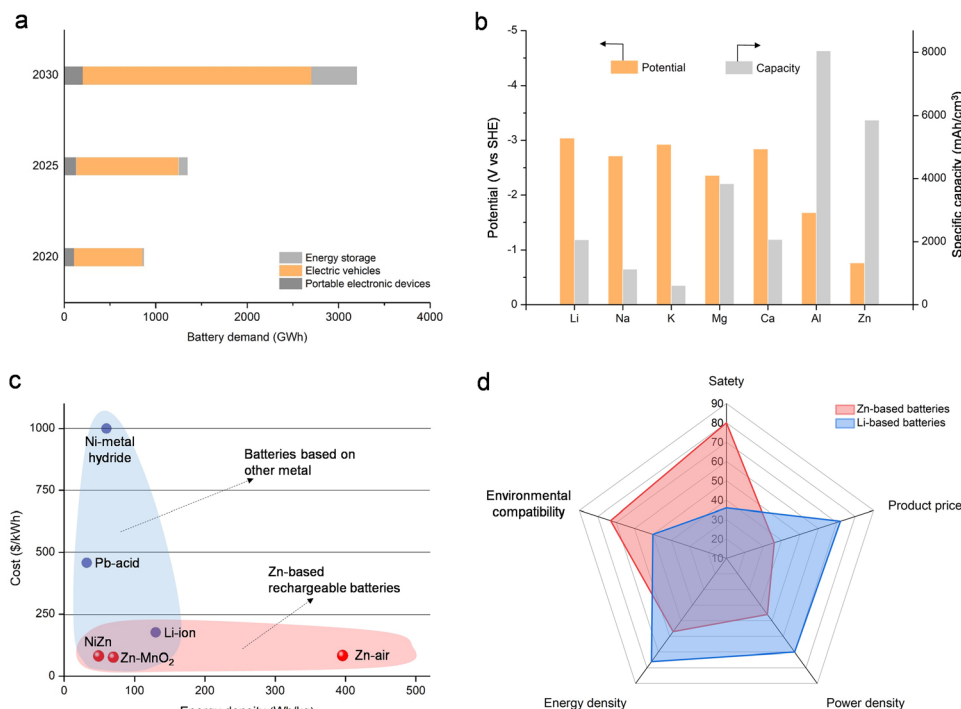 a
2030
2025
2020
Energy storage
Electric vehicles
Portable electronic devices
0
1000
2000
3000
4000
Battery demand (GWh)
b
-5
-4
-3
-2
-1
0
Potential (V vs SHE)
Potential
Capacity
8000
6000
4000
2000
0
Specific capacity (mAh/cm³)
Li
Na
K
Mg
Ca
Al
Zn
c
Cost ($/kWh)
1000
750
500
250
0
Ni-metal
hydride
Batteries based on
other metal
Pb-acid
Zn-based
rechargeable batteries
Li-ion
NiZn
Zn-MnO₂
Zn-air
0
100
200
300
400
500
d
Satety
90
80
70
60
50
40
30
20
10
Zn-based batteries
Li-based batteries
Environmental
compatibility
Product price
Energy density
Power density